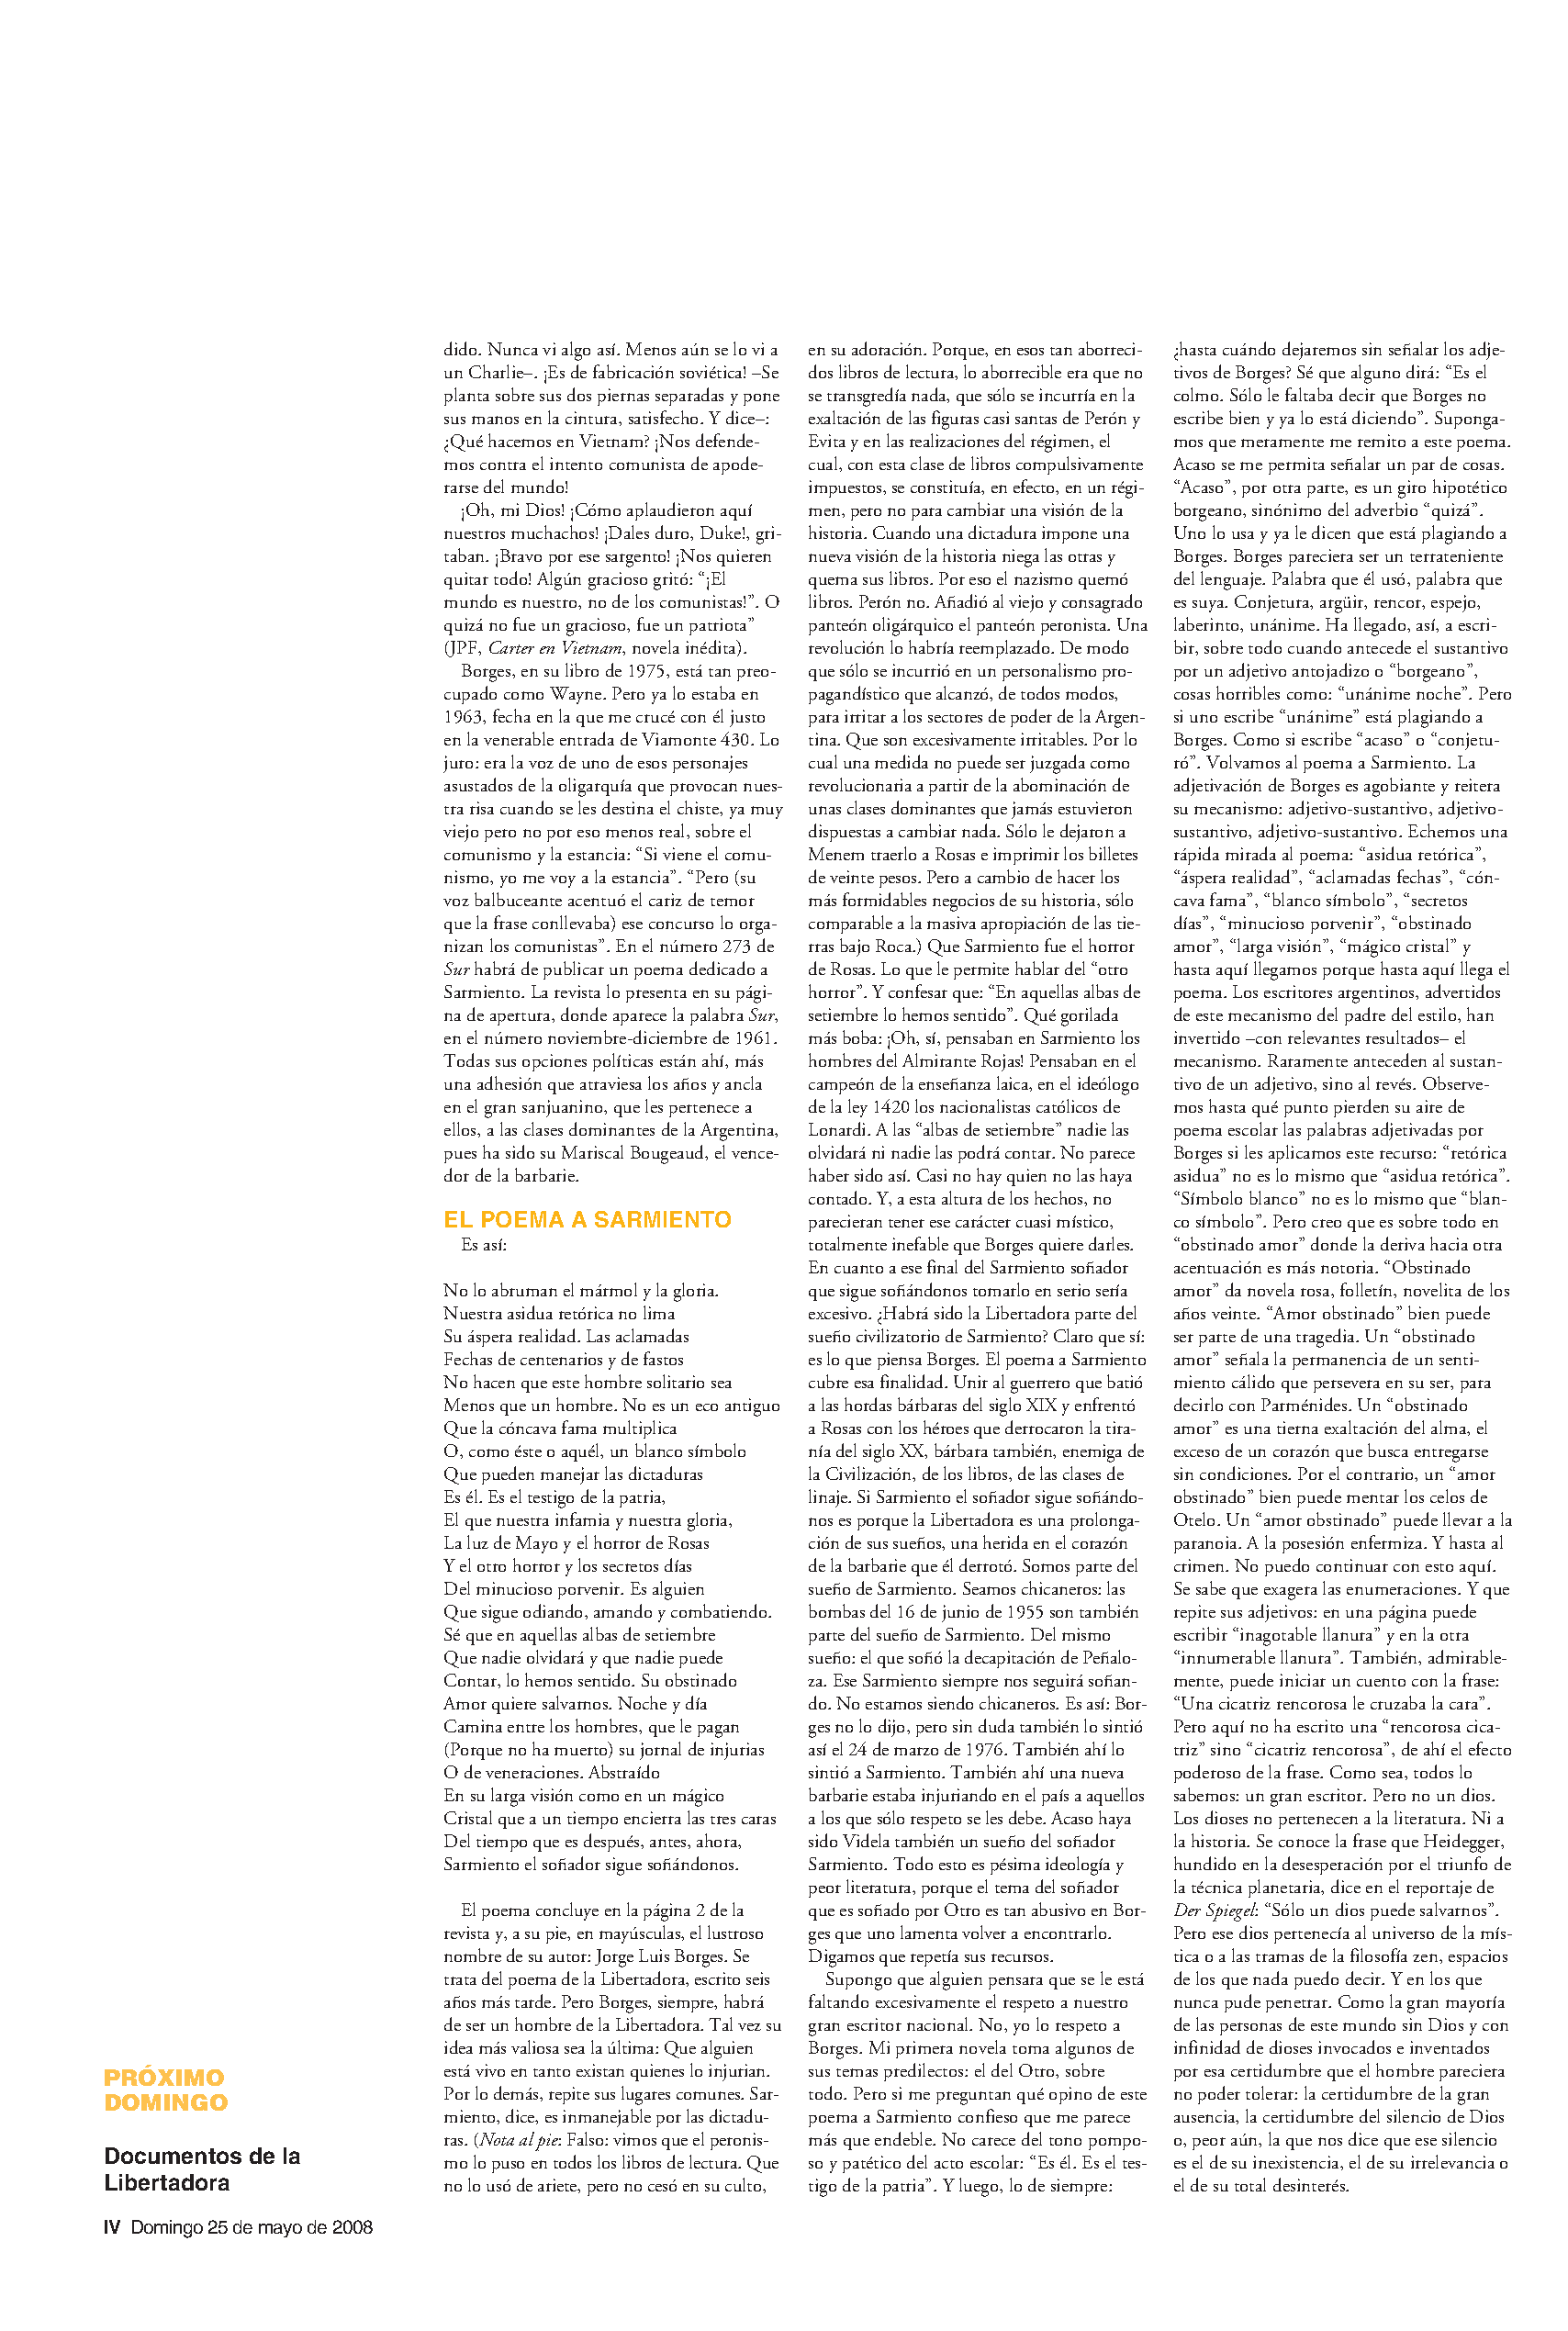 dido. Nunca vi algo así. Menos aún se lo vi a
un Charlie–. ¡Es de fabricación soviética! –Se
planta sobre sus dos piernas separadas y pone
sus manos en la cintura, satisfecho. Y dice–:
¿Qué hacemos en Vietnam? ¡Nos defende-
mos contra el intento comunista de apode-
rarse del mundo!
¡Oh, mi Dios! ¡Cómo aplaudieron aquí
nuestros muchachos! ¡Dales duro, Duke!, gri-
taban. ¡Bravo por ese sargento! ¡Nos quieren
quitar todo! Algún gracioso gritó: “¡El
mundo es nuestro, no de los comunistas!”. O
quizá no fue un gracioso, fue un patriota”
(JPF, Carter en Vietnam, novela inédita).
Borges, en su libro de 1975, está tan preo-
cupado como Wayne. Pero ya lo estaba en
1963, fecha en la que me crucé con él justo
en la venerable entrada de Viamonte 430. Lo
juro: era la voz de uno de esos personajes
asustados de la oligarquía que provocan nues-
tra risa cuando se les destina el chiste, ya muy
viejo pero no por eso menos real, sobre el
comunismo y la estancia: “Si viene el comu-
nismo, yo me voy a la estancia”. “Pero (su
voz balbuceante acentuó el cariz de temor
que la frase conllevaba) ese concurso lo orga-
nizan los comunistas”. En el número 273 de
Sur habrá de publicar un poema dedicado a
Sarmiento. La revista lo presenta en su pági-
na de apertura, donde aparece la palabra Sur,
en el número noviembre-diciembre de 1961.
Todas sus opciones políticas están ahí, más
una adhesión que atraviesa los años y ancla
en el gran sanjuanino, que les pertenece a
ellos, a las clases dominantes de la Argentina,
pues ha sido su Mariscal Bougeaud, el vence-
dor de la barbarie.
EL POEMA A SARMIENTO
Es así:
No lo abruman el mármol y la gloria.
Nuestra asidua retórica no lima
Su áspera realidad. Las aclamadas
Fechas de centenarios y de fastos
No hacen que este hombre solitario sea
Menos que un hombre. No es un eco antiguo
Que la cóncava fama multiplica
O, como éste o aquél, un blanco símbolo
Que pueden manejar las dictaduras
Es él. Es el testigo de la patria,
El que nuestra infamia y nuestra gloria,
La luz de Mayo y el horror de Rosas
Y el otro horror y los secretos días
Del minucioso porvenir. Es alguien
Que sigue odiando, amando y combatiendo.
Sé que en aquellas albas de setiembre
Que nadie olvidará y que nadie puede
Contar, lo hemos sentido. Su obstinado
Amor quiere salvarnos. Noche y día
Camina entre los hombres, que le pagan
(Porque no ha muerto) su jornal de injurias
O de veneraciones. Abstraído
En su larga visión como en un mágico
Cristal que a un tiempo encierra las tres caras
Del tiempo que es después, antes, ahora,
Sarmiento el soñador sigue soñándonos.
El poema concluye en la página 2 de la
revista y, a su pie, en mayúsculas, el lustroso
nombre de su autor: Jorge Luis Borges. Se
trata del poema de la Libertadora, escrito seis
años más tarde. Pero Borges, siempre, habrá
de ser un hombre de la Libertadora. Tal vez su
idea más valiosa sea la última: Que alguien
está vivo en tanto existan quienes lo injurian.
Por lo demás, repite sus lugares comunes. Sar-
miento, dice, es inmanejable por las dictadu-
ras. (Nota al pie: Falso: vimos que el peronis-
mo lo puso en todos los libros de lectura. Que
no lo usó de ariete, pero no cesó en su culto,
en su adoración. Porque, en esos tan aborreci-
dos libros de lectura, lo aborrecible era que no
se transgredía nada, que sólo se incurría en la
exaltación de las figuras casi santas de Perón y
Evita y en las realizaciones del régimen, el
cual, con esta clase de libros compulsivamente
impuestos, se constituía, en efecto, en un régi-
men, pero no para cambiar una visión de la
historia. Cuando una dictadura impone una
nueva visión de la historia niega las otras y
quema sus libros. Por eso el nazismo quemó
libros. Perón no. Añadió al viejo y consagrado
panteón oligárquico el panteón peronista. Una
revolución lo habría reemplazado. De modo
que sólo se incurrió en un personalismo pro-
pagandístico que alcanzó, de todos modos,
para irritar a los sectores de poder de la Argen-
tina. Que son excesivamente irritables. Por lo
cual una medida no puede ser juzgada como
revolucionaria a partir de la abominación de
unas clases dominantes que jamás estuvieron
dispuestas a cambiar nada. Sólo le dejaron a
Menem traerlo a Rosas e imprimir los billetes
de veinte pesos. Pero a cambio de hacer los
más formidables negocios de su historia, sólo
comparable a la masiva apropiación de las tie-
rras bajo Roca.) Que Sarmiento fue el horror
de Rosas. Lo que le permite hablar del “otro
horror”. Y confesar que: “En aquellas albas de
setiembre lo hemos sentido”. Qué gorilada
más boba: ¡Oh, sí, pensaban en Sarmiento los
hombres del Almirante Rojas! Pensaban en el
campeón de la enseñanza laica, en el ideólogo
de la ley 1420 los nacionalistas católicos de
Lonardi. A las “albas de setiembre” nadie las
olvidará ni nadie las podrá contar. No parece
haber sido así. Casi no hay quien no las haya
contado. Y, a esta altura de los hechos, no
parecieran tener ese carácter cuasi místico,
totalmente inefable que Borges quiere darles.
En cuanto a ese final del Sarmiento soñador
que sigue soñándonos tomarlo en serio sería
excesivo. ¿Habrá sido la Libertadora parte del
sueño civilizatorio de Sarmiento? Claro que sí:
es lo que piensa Borges. El poema a Sarmiento
cubre esa finalidad. Unir al guerrero que batió
a las hordas bárbaras del siglo XIX y enfrentó
a Rosas con los héroes que derrocaron la tira-
nía del siglo XX, bárbara también, enemiga de
la Civilización, de los libros, de las clases de
linaje. Si Sarmiento el soñador sigue soñándo-
nos es porque la Libertadora es una prolonga-
ción de sus sueños, una herida en el corazón
de la barbarie que él derrotó. Somos parte del
sueño de Sarmiento. Seamos chicaneros: las
bombas del 16 de junio de 1955 son también
parte del sueño de Sarmiento. Del mismo
sueño: el que soñó la decapitación de Peñalo-
za. Ese Sarmiento siempre nos seguirá soñan-
do. No estamos siendo chicaneros. Es así: Bor-
ges no lo dijo, pero sin duda también lo sintió
así el 24 de marzo de 1976. También ahí lo
sintió a Sarmiento. También ahí una nueva
barbarie estaba injuriando en el país a aquellos
a los que sólo respeto se les debe. Acaso haya
sido Videla también un sueño del soñador
Sarmiento. Todo esto es pésima ideología y
peor literatura, porque el tema del soñador
que es soñado por Otro es tan abusivo en Bor-
ges que uno lamenta volver a encontrarlo.
Digamos que repetía sus recursos.
Supongo que alguien pensara que se le está
faltando excesivamente el respeto a nuestro
gran escritor nacional. No, yo lo respeto a
Borges. Mi primera novela toma algunos de
sus temas predilectos: el del Otro, sobre
todo. Pero si me preguntan qué opino de este
poema a Sarmiento confieso que me parece
más que endeble. No carece del tono pompo-
so y patético del acto escolar: “Es él. Es el tes-
tigo de la patria”. Y luego, lo de siempre:
¿hasta cuándo dejaremos sin señalar los adje-
tivos de Borges? Sé que alguno dirá: “Es el
colmo. Sólo le faltaba decir que Borges no
escribe bien y ya lo está diciendo”. Suponga-
mos que meramente me remito a este poema.
Acaso se me permita señalar un par de cosas.
“Acaso”, por otra parte, es un giro hipotético
borgeano, sinónimo del adverbio “quizá”.
Uno lo usa y ya le dicen que está plagiando a
Borges. Borges pareciera ser un terrateniente
del lenguaje. Palabra que él usó, palabra que
es suya. Conjetura, argüir, rencor, espejo,
laberinto, unánime. Ha llegado, así, a escri-
bir, sobre todo cuando antecede el sustantivo
por un adjetivo antojadizo o “borgeano”,
cosas horribles como: “unánime noche”. Pero
si uno escribe “unánime” está plagiando a
Borges. Como si escribe “acaso” o “conjetu-
ró”. Volvamos al poema a Sarmiento. La
adjetivación de Borges es agobiante y reitera
su mecanismo: adjetivo-sustantivo, adjetivo-
sustantivo, adjetivo-sustantivo. Echemos una
rápida mirada al poema: “asidua retórica”,
“áspera realidad”, “aclamadas fechas”, “cón-
cava fama”, “blanco símbolo”, “secretos
días”, “minucioso porvenir”, “obstinado
amor”, “larga visión”, “mágico cristal” y
hasta aquí llegamos porque hasta aquí llega el
poema. Los escritores argentinos, advertidos
de este mecanismo del padre del estilo, han
invertido –con relevantes resultados– el
mecanismo. Raramente anteceden al sustan-
tivo de un adjetivo, sino al revés. Observe-
mos hasta qué punto pierden su aire de
poema escolar las palabras adjetivadas por
Borges si les aplicamos este recurso: “retórica
asidua” no es lo mismo que “asidua retórica”.
“Símbolo blanco” no es lo mismo que “blan-
co símbolo”. Pero creo que es sobre todo en
“obstinado amor” donde la deriva hacia otra
acentuación es más notoria. “Obstinado
amor” da novela rosa, folletín, novelita de los
años veinte. “Amor obstinado” bien puede
ser parte de una tragedia. Un “obstinado
amor” señala la permanencia de un senti-
miento cálido que persevera en su ser, para
decirlo con Parménides. Un “obstinado
amor” es una tierna exaltación del alma, el
exceso de un corazón que busca entregarse
sin condiciones. Por el contrario, un “amor
obstinado” bien puede mentar los celos de
Otelo. Un “amor obstinado” puede llevar a la
paranoia. A la posesión enfermiza. Y hasta al
crimen. No puedo continuar con esto aquí.
Se sabe que exagera las enumeraciones. Y que
repite sus adjetivos: en una página puede
escribir “inagotable llanura” y en la otra
“innumerable llanura”. También, admirable-
mente, puede iniciar un cuento con la frase:
“Una cicatriz rencorosa le cruzaba la cara”.
Pero aquí no ha escrito una “rencorosa cica-
triz” sino “cicatriz rencorosa”, de ahí el efecto
poderoso de la frase. Como sea, todos lo
sabemos: un gran escritor. Pero no un dios.
Los dioses no pertenecen a la literatura. Ni a
la historia. Se conoce la frase que Heidegger,
hundido en la desesperación por el triunfo de
la técnica planetaria, dice en el reportaje de
Der Spiegel: “Sólo un dios puede salvarnos”.
Pero ese dios pertenecía al universo de la mís-
tica o a las tramas de la filosofía zen, espacios
de los que nada puedo decir. Y en los que
nunca pude penetrar. Como la gran mayoría
de las personas de este mundo sin Dios y con
infinidad de dioses invocados e inventados
por esa certidumbre que el hombre pareciera
no poder tolerar: la certidumbre de la gran
ausencia, la certidumbre del silencio de Dios
o, peor aún, la que nos dice que ese silencio
es el de su inexistencia, el de su irrelevancia o
el de su total desinterés.
PRÓXIMO
DOMINGO
Documentos de la
Libertadora
IV Domingo 25 de mayo de 2008